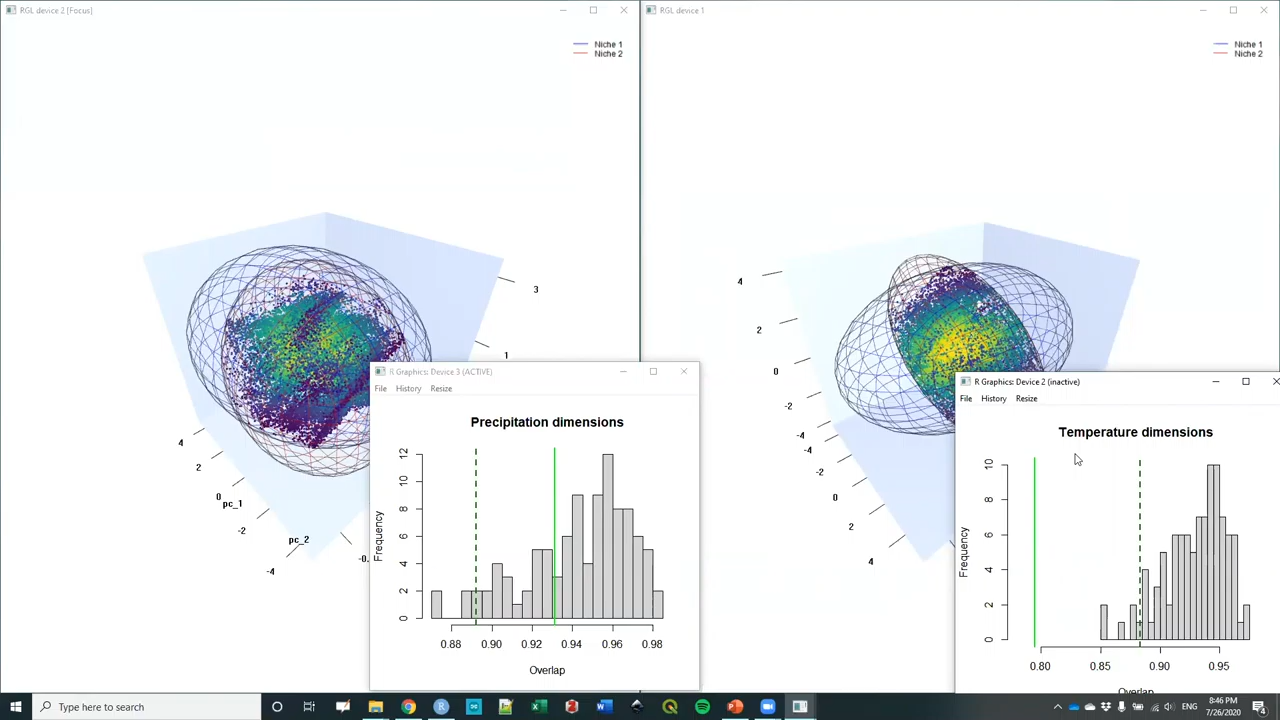 RGL device 2 [Focus]
RGL device 1
Niche 1
Niche 2
Niche 1
Niche 2
3
1
4
2
0
pc_1
-2
pc_2
-4
-0.
4
2
0
-2
-4
-4
-2
0
2
4
R Graphics: Device 3 (ACTIVE)
File History Resize
Precipitation dimensions
Frequency
12
10
8
6
4
2
0
0.88 0.90 0.92 0.94 0.96 0.98
Overlap
R Graphics: Device 2 (inactive)
File History Resize
Temperature dimensions
Frequency
10
8
6
4
2
0
0.80 0.85 0.90 0.95
Overlap
Type here to search
ENG
8:46 PM
7/26/2020